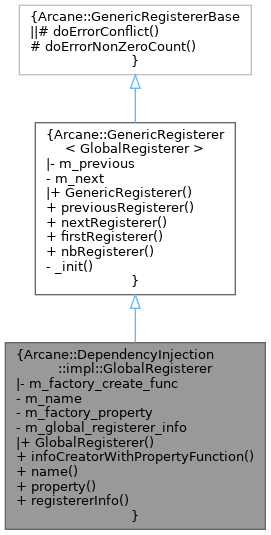 {Arcane::GenericRegistererBase
||# doErrorConflict()
# doErrorNonZeroCount()
}
{Arcane::GenericRegisterer
< GlobalRegisterer >
|- m_previous
- m_next
|+ GenericRegisterer()
+ previousRegisterer()
+ nextRegisterer()
+ firstRegisterer()
+ nbRegisterer()
- _init()
}
{Arcane::DependencyInjection
::impl::GlobalRegisterer
|- m_factory_create_func
- m_name
- m_factory_property
- m_global_registerer_info
|+ GlobalRegisterer()
+ infoCreatorWithPropertyFunction()
+ name()
+ property()
+ registererInfo()
}